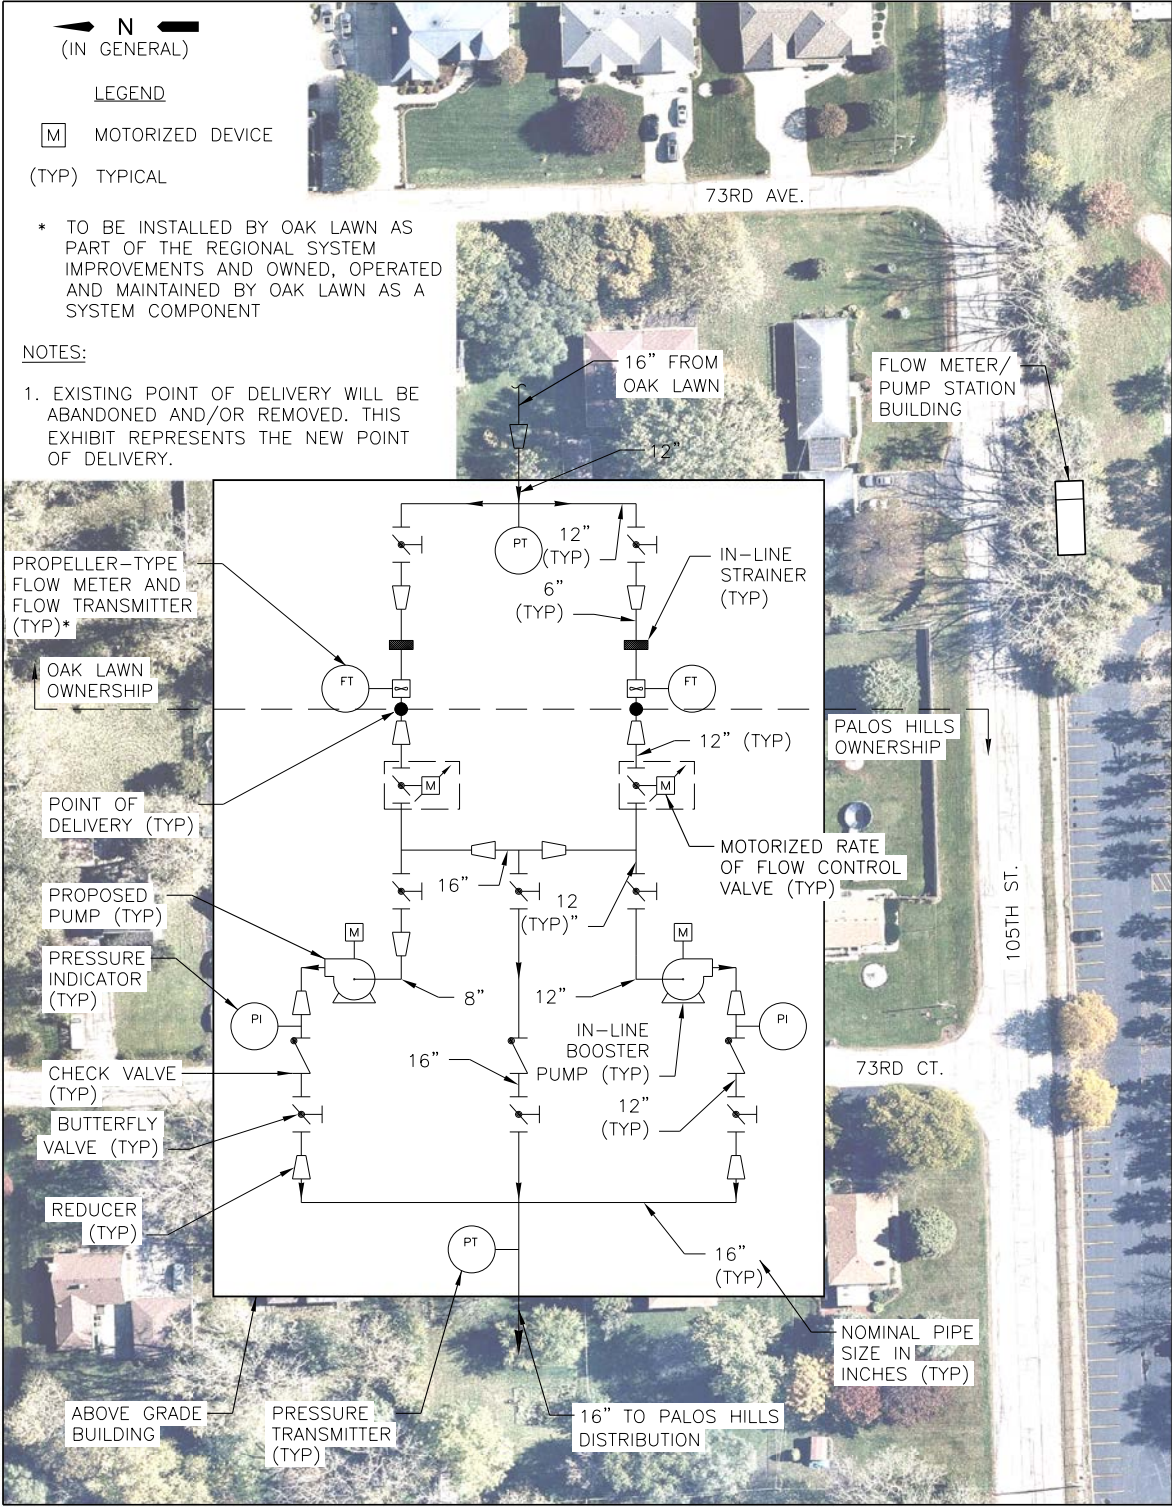 N
(IN GENERAL)
LEGEND
M MOTORIZED DEVICE
(TYP) TYPICAL
* TO BE INSTALLED BY OAK LAWN AS
PART OF THE REGIONAL SYSTEM
IMPROVEMENTS AND OWNED, OPERATED
AND MAINTAINED BY OAK LAWN AS A
SYSTEM COMPONENT
NOTES:
1. EXISTING POINT OF DELIVERY WILL BE
ABANDONED AND/OR REMOVED. THIS
EXHIBIT REPRESENTS THE NEW POINT
OF DELIVERY.
73RD AVE.
16" FROM
OAK LAWN
FLOW METER/
PUMP STATION
BUILDING
12"
PT
12"
(TYP)
6"
(TYP)
IN-LINE
STRAINER
(TYP)
PROPELLER-TYPE
FLOW METER AND
FLOW TRANSMITTER
(TYP)*
FT
FT
OAK LAWN
OWNERSHIP
PALOS HILLS
OWNERSHIP
12" (TYP)
M
M
POINT OF
DELIVERY (TYP)
MOTORIZED RATE
OF FLOW CONTROL
VALVE (TYP)
16"
12
(TYP)"
PROPOSED
PUMP (TYP)
M
M
105TH ST.
PRESSURE
INDICATOR
(TYP)
8"
12"
PI
PI
IN-LINE
BOOSTER
PUMP (TYP)
16"
CHECK VALVE
(TYP)
73RD CT.
12"
(TYP)
BUTTERFLY
VALVE (TYP)
REDUCER
(TYP)
PT
16"
(TYP)
NOMINAL PIPE
SIZE IN
INCHES (TYP)
ABOVE GRADE
BUILDING
PRESSURE
TRANSMITTER
(TYP)
16" TO PALOS HILLS
DISTRIBUTION